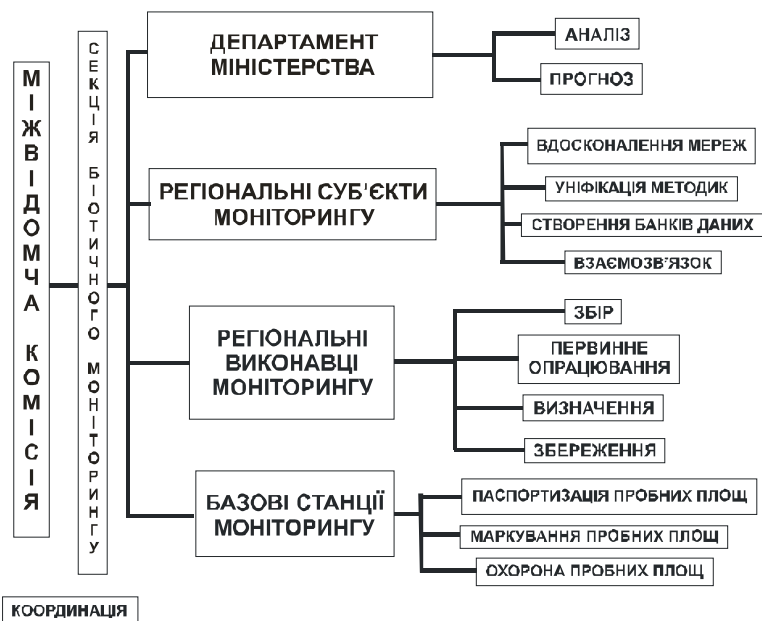 МІЖВІДОМЧА КОМІСІЯ
СЕКЦІЯ БІОТИЧНОГО МОНІТОРИНГУ
ДЕПАРТАМЕНТ
МІНІСТЕРСТВА
АНАЛІЗ
ПРОГНОЗ
РЕГІОНАЛЬНІ СУБ'ЄКТИ
МОНІТОРИНГУ
ВДОСКОНАЛЕННЯ МЕРЕЖ
УНІФІКАЦІЯ МЕТОДИК
СТВОРЕННЯ БАНКІВ ДАНИХ
ВЗАЄМОЗВ'ЯЗОК
РЕГІОНАЛЬНІ
ВИКОНАВЦІ
МОНІТОРИНГУ
ЗБІР
ПЕРВИННЕ
ОПРАЦЮВАННЯ
ВИЗНАЧЕННЯ
ЗБЕРЕЖЕННЯ
БАЗОВІ СТАНЦІЇ
МОНІТОРИНГУ
ПАСПОРТИЗАЦІЯ ПРОБНИХ ПЛОЩ
МАРКУВАННЯ ПРОБНИХ ПЛОЩ
ОХОРОНА ПРОБНИХ ПЛОЩ
КООРДИНАЦІЯ